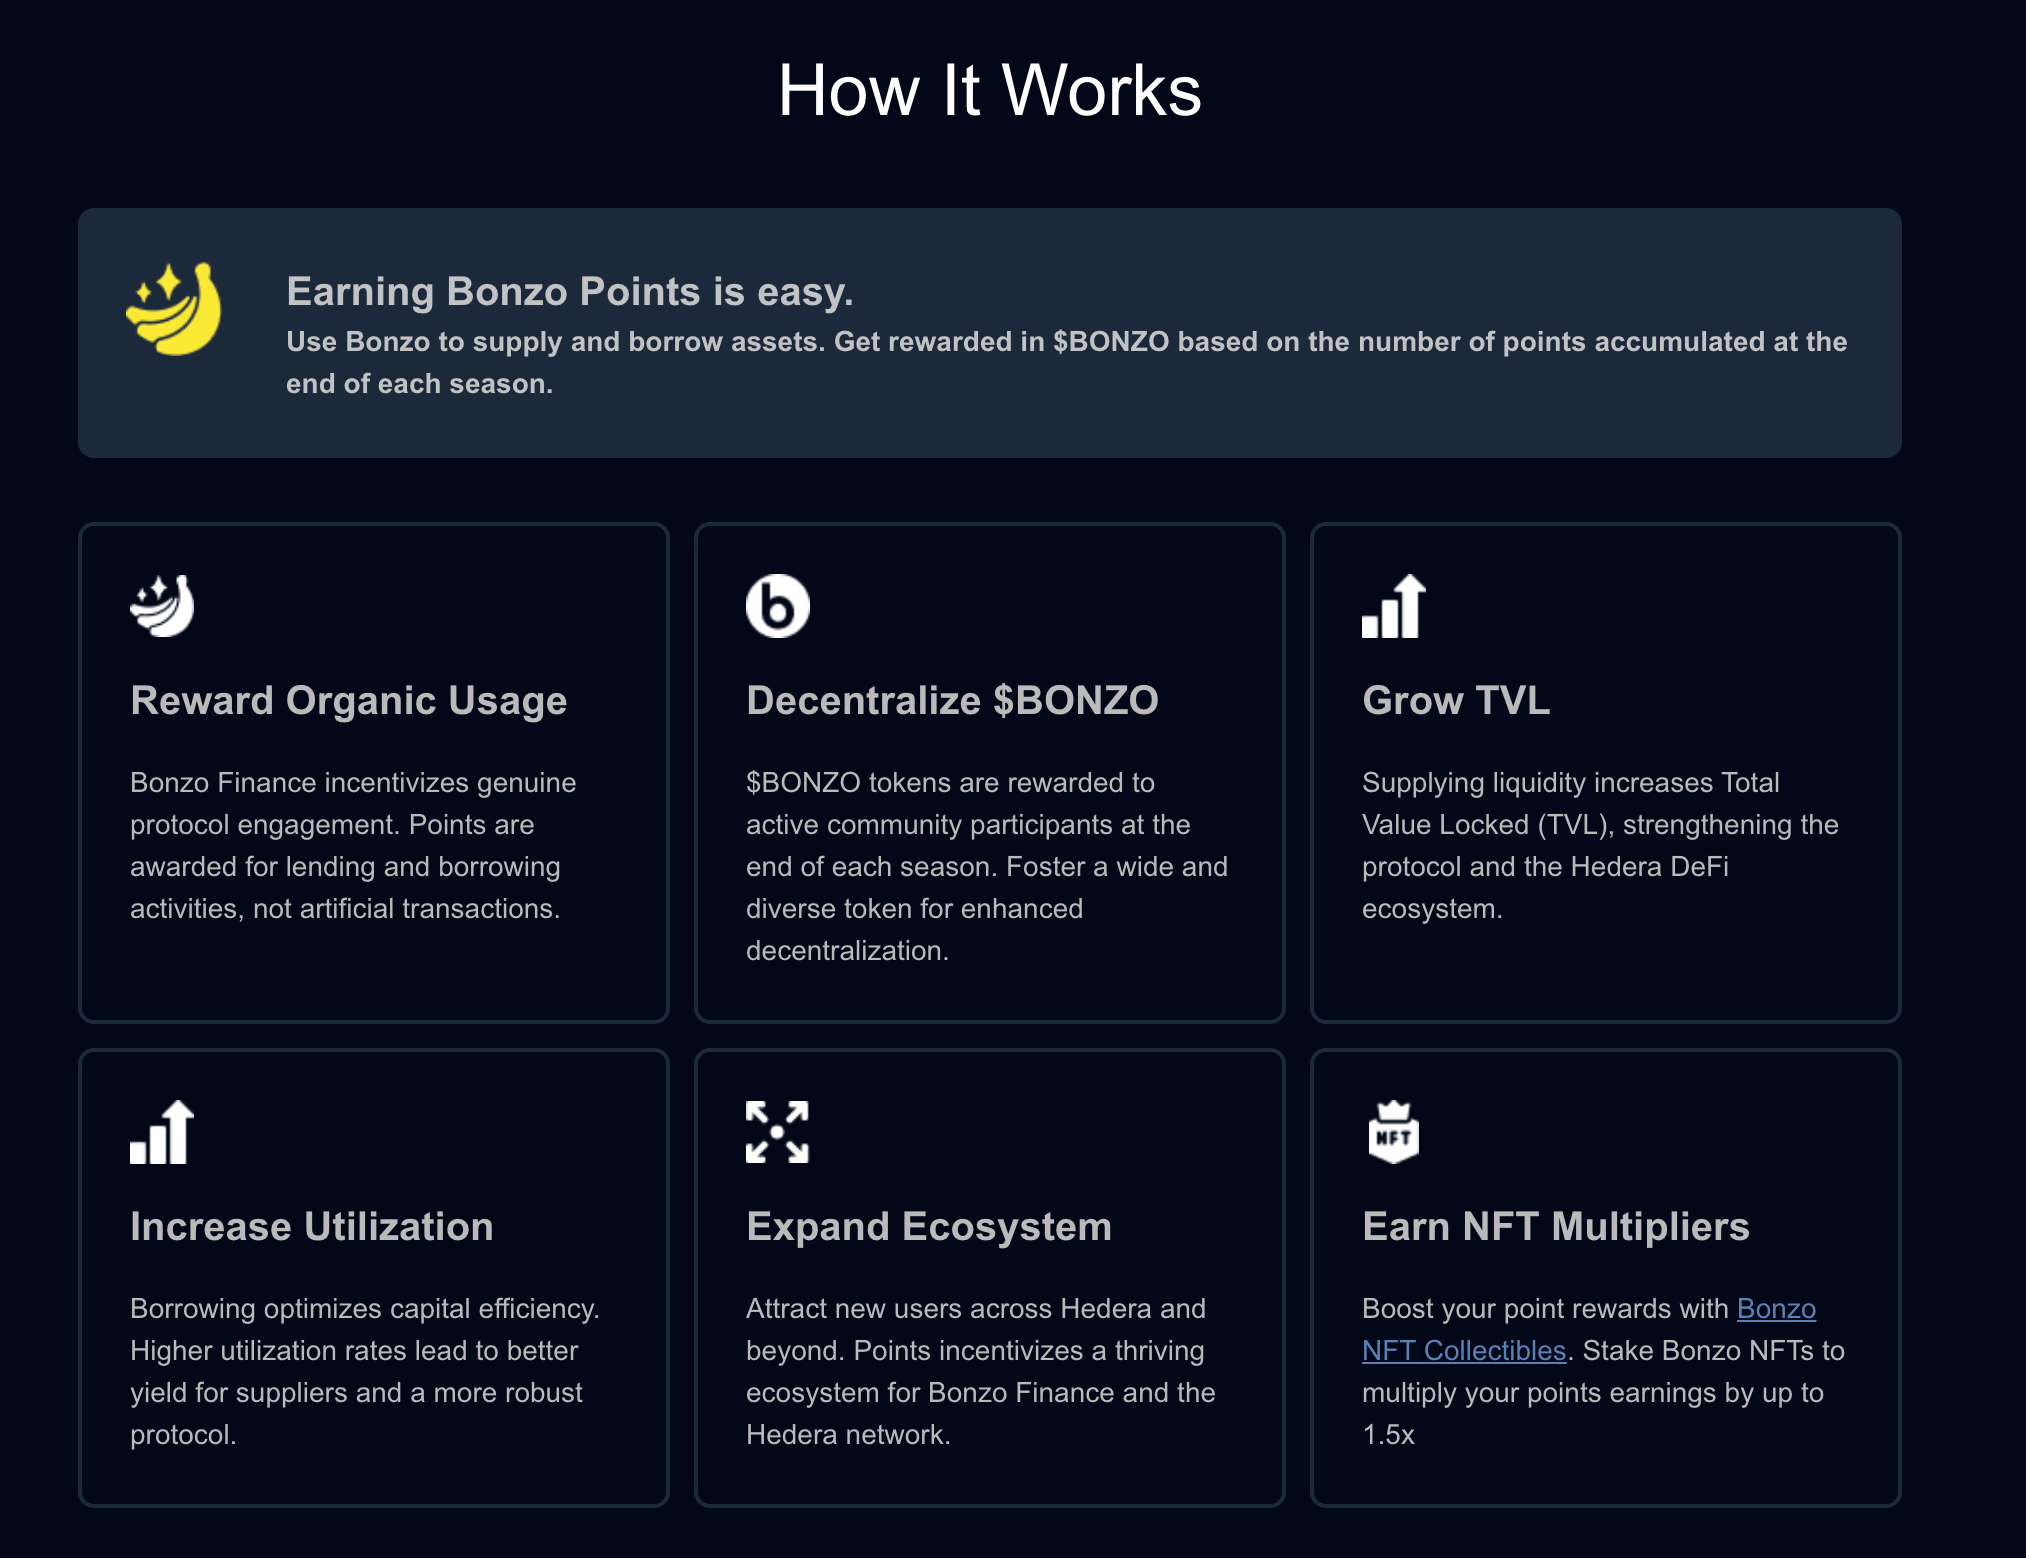 How It Works
Earning Bonzo Points is easy.
Use Bonzo to supply and borrow assets. Get rewarded in $BONZO based on the number of points accumulated at the
end of each season.
Reward Organic Usage
Bonzo Finance incentivizes genuine
protocol engagement. Points are
awarded for lending and borrowing
activities, not artificial transactions.
b
Decentralize $BONZO
$BONZO tokens are rewarded to
active community participants at the
end of each season. Foster a wide and
diverse token for enhanced
decentralization.
Grow TVL
Supplying liquidity increases Total
Value Locked (TVL), strengthening the
protocol and the Hedera DeFi
ecosystem.
Increase Utilization
Borrowing optimizes capital efficiency.
Higher utilization rates lead to better
yield for suppliers and a more robust
protocol.
Expand Ecosystem
Attract new users across Hedera and
beyond. Points incentivizes a thriving
ecosystem for Bonzo Finance and the
Hedera network.
NFT
Earn NFT Multipliers
Boost your point rewards with Bonzo
NFT Collectibles. Stake Bonzo NFTs to
multiply your points earnings by up to
1.5x